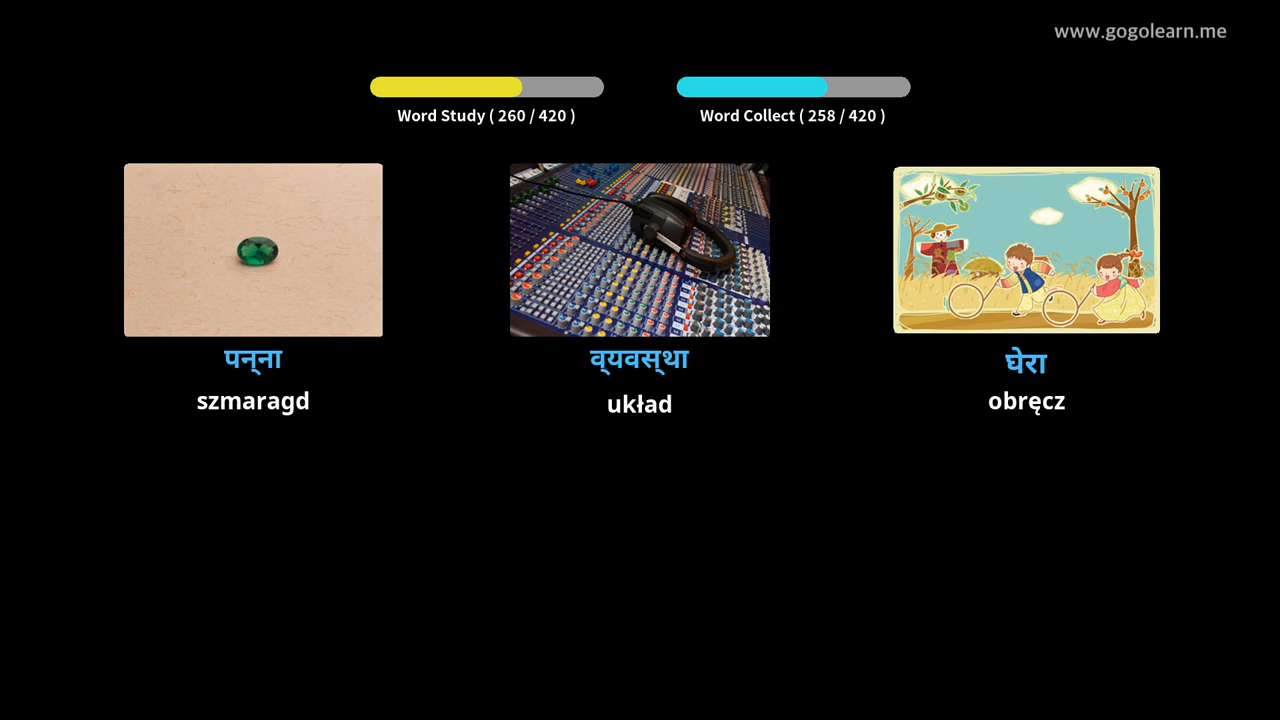 www.gogolearn.me
Word Study ( 260 / 420 )
Word Collect ( 258 / 420 )
पन्‌ना
व्‌यवस्‌था
घेरा
szmaragd
układ
obręcz